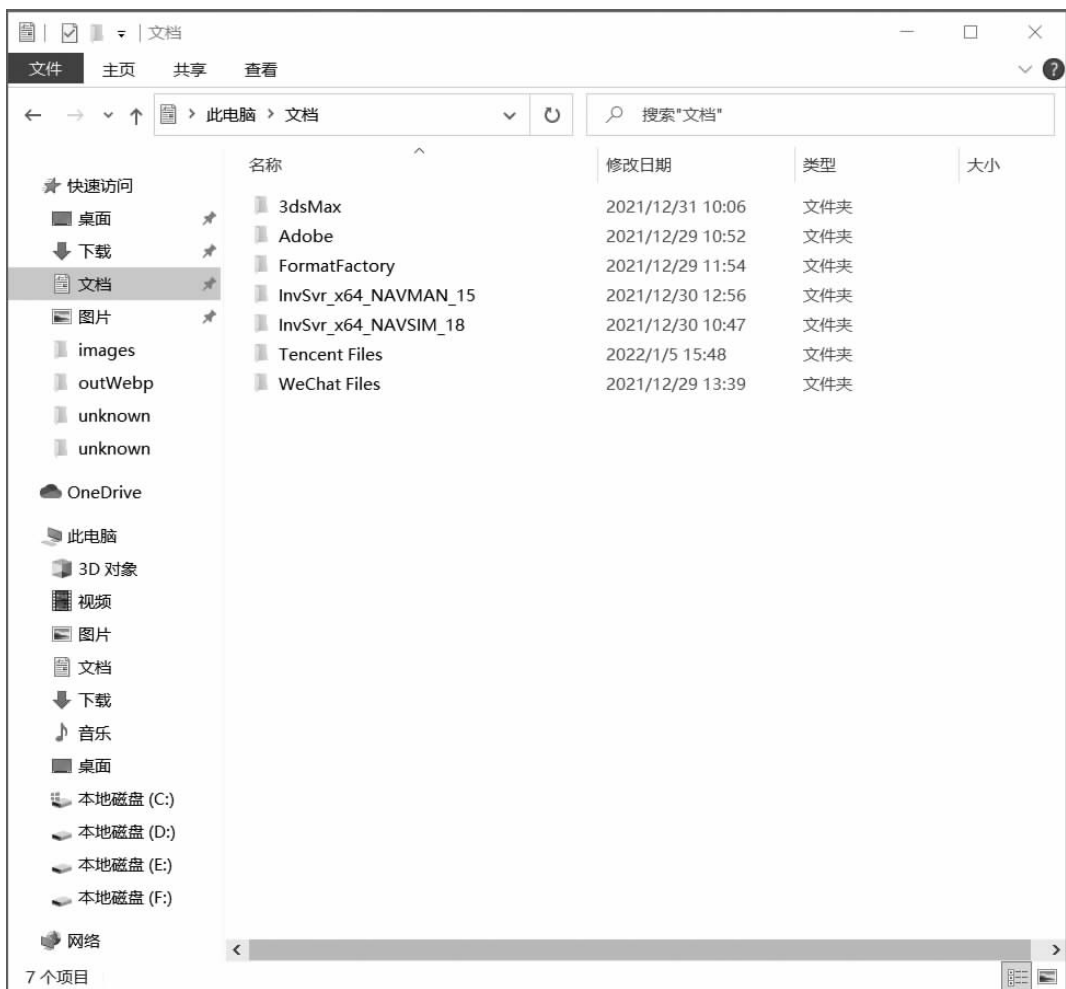 文档
文件 主页 共享 查看
此电脑 文档 搜索"文档"
名称 修改日期 类型 大小
快速访问
桌面
下载
文档
图片
images
outWebp
unknown
unknown
OneDrive
此电脑
3D 对象
视频
图片
文档
下载
音乐
桌面
本地磁盘 (C:)
本地磁盘 (D:)
本地磁盘 (E:)
本地磁盘 (F:)
网络
3dsMax 2021/12/31 10:06 文件夹
Adobe 2021/12/29 10:52 文件夹
FormatFactory 2021/12/29 11:54 文件夹
InvSvr_x64_NAVMAN_15 2021/12/30 12:56 文件夹
InvSvr_x64_NAVSIM_18 2021/12/30 10:47 文件夹
Tencent Files 2022/1/5 15:48 文件夹
WeChat Files 2021/12/29 13:39 文件夹
7 个项目